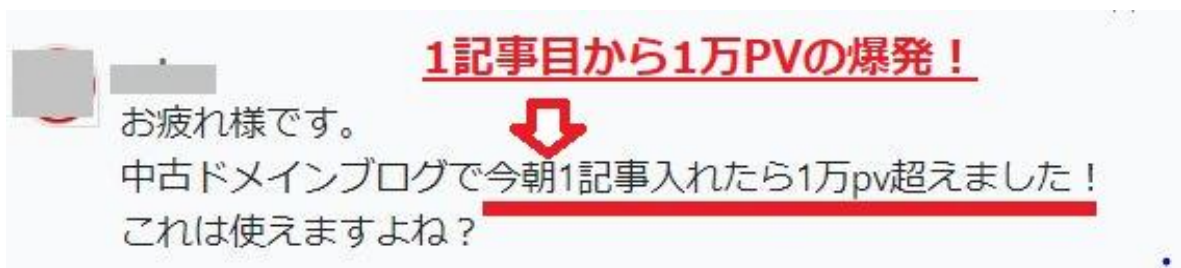 1記事目から1万PVの爆発！
お疲れ様です。
中古ドメインブログで今朝1記事入れたら1万pv超えました！
これは使えますよね？